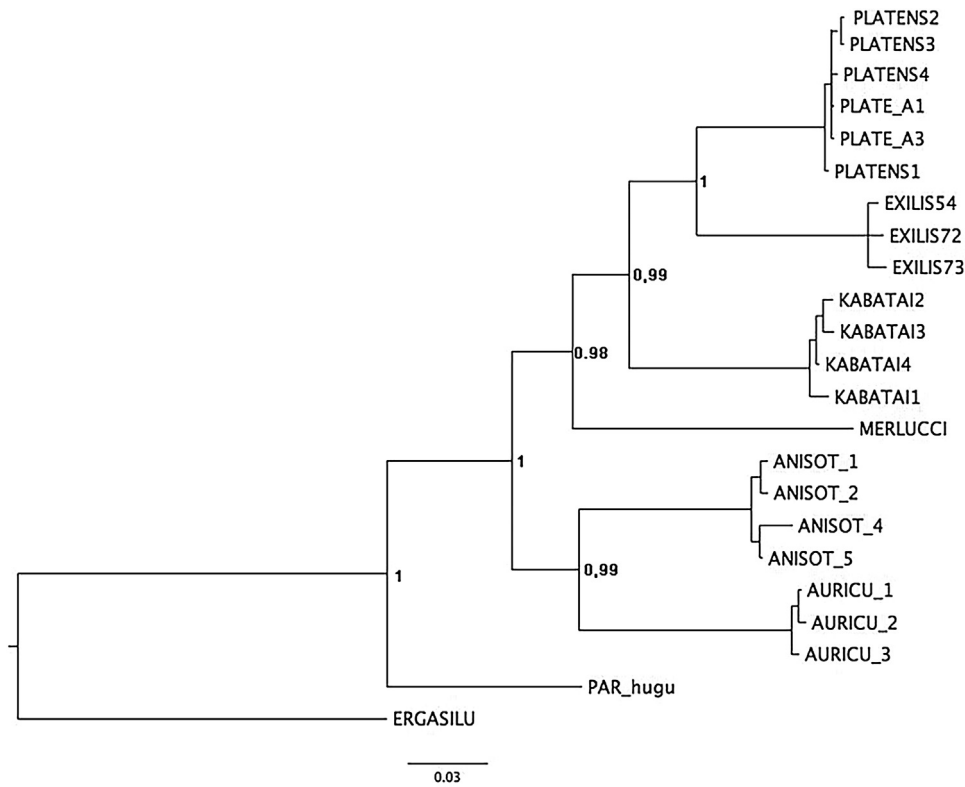 PLATENS2
PLATENS3
PLATENS4
PLATE_A1
PLATE_A3
PLATENS1
1
EXILIS54
EXILIS72
EXILIS73
0,99
KABATAI2
KABATAI3
0.98
KABATAI4
KABATAI1
MERLUCCI
1
ANISOT_1
ANISOT_2
ANISOT_4
ANISOT_5
0,99
1
AURICU_1
AURICU_2
AURICU_3
PAR_hugu
ERGASILU
0.03